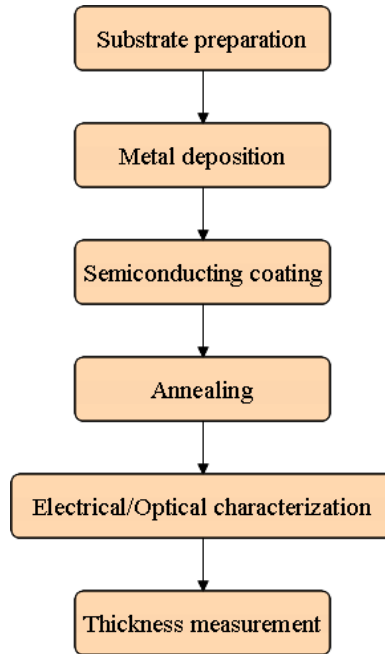 Substrate preparation
Metal deposition
Semiconducting coating
Annealing
Electrical/Optical characterization
Thickness measurement